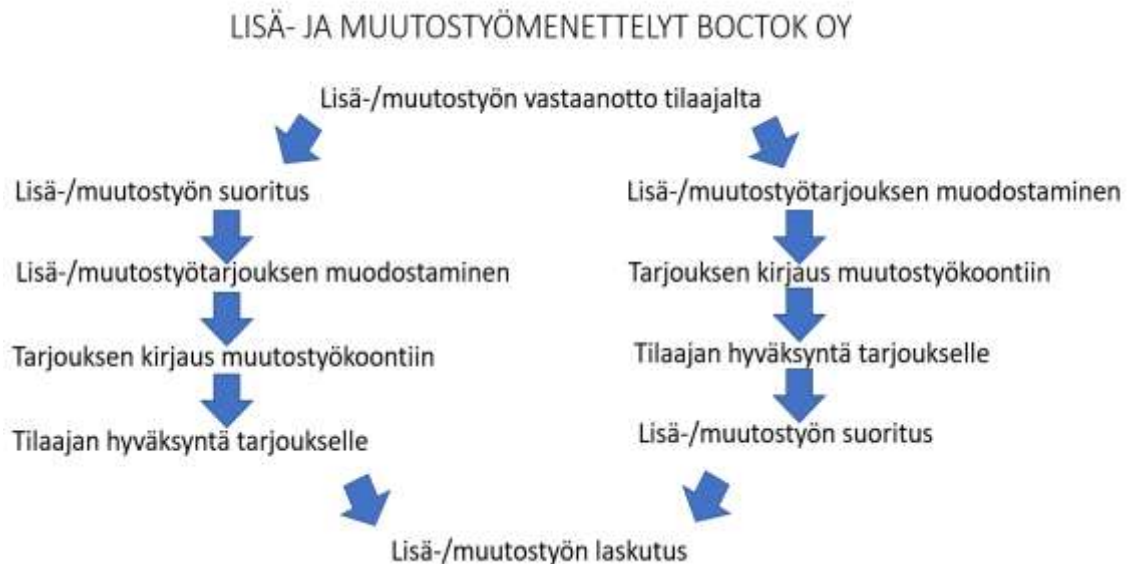 LISÄ- JA MUUTOSTYÖMENETTELYT BOCTOK OY
Lisä-/muutostyön vastaanotto tilaajalta
Lisä-/muutostyön suoritus
Lisä-/muutostyötarjouksen muodostaminen
Tarjouksen kirjaus muutostyökoontiin
Tilaajan hyväksyntä tarjoukselle
Lisä-/muutostyötarjouksen muodostaminen
Tarjouksen kirjaus muutostyökoontiin
Tilaajan hyväksyntä tarjoukselle
Lisä-/muutostyön suoritus
Lisä-/muutostyön laskutus